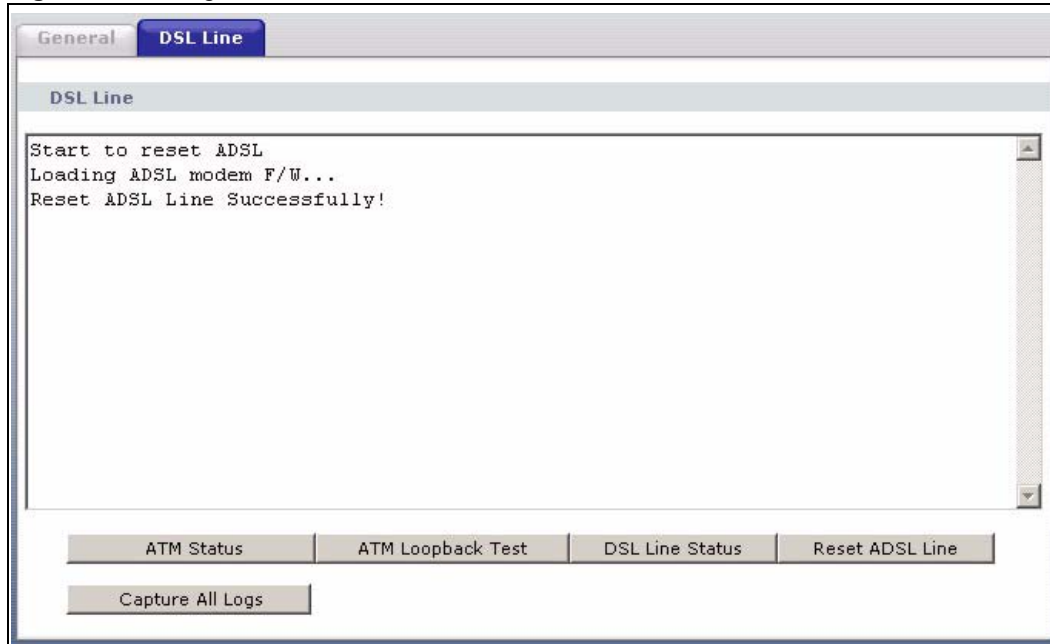 General DSL Line
DSL Line
Start to reset ADSL
Loading ADSL modem F/W...
Reset ADSL Line Successfully!
ATM Status ATM Loopback Test DSL Line Status Reset ADSL Line
Capture All Logs